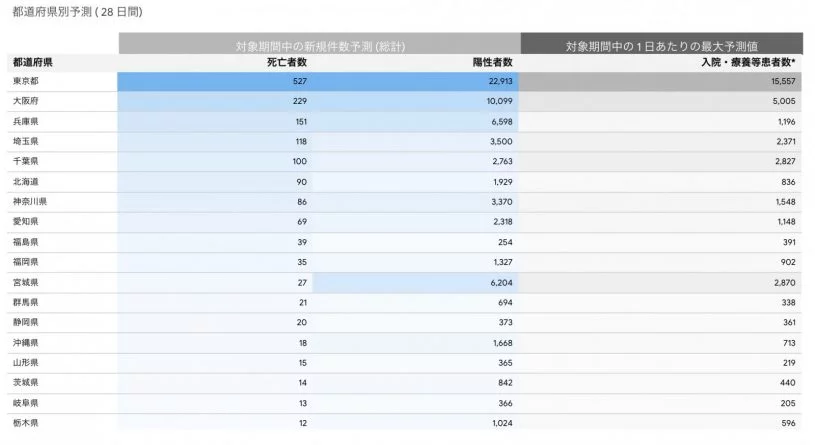 都道府県別予測 ( 28 日間)
対象期間中の新規件数予測 (総計) 対象期間中の 1 日あたりの最大予測値
都道府県 死亡者数 陽性者数 入院・療養等患者数*
東京都 527 22,913 15,557
大阪府 229 10,099 5,005
兵庫県 151 6,598 1,196
埼玉県 118 3,500 2,371
千葉県 100 2,763 2,827
北海道 90 1,929 836
神奈川県 86 3,370 1,548
愛知県 69 2,318 1,148
福島県 39 254 391
福岡県 35 1,327 902
宮城県 27 6,204 2,870
群馬県 21 694 338
静岡県 20 373 361
沖縄県 18 1,668 713
山形県 15 365 219
茨城県 14 842 440
岐阜県 13 366 205
栃木県 12 1,024 596